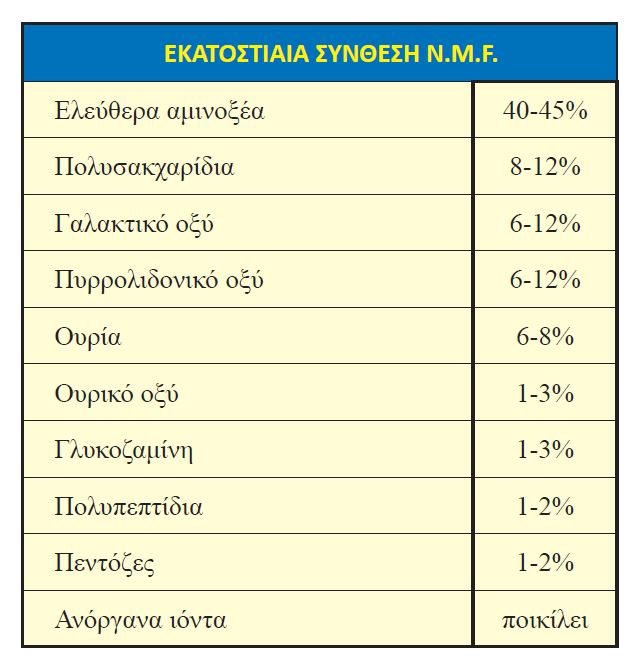 ΕΚΑΤΟΣΤΙΑΙΑ ΣΥΝΘΕΣΗ N.M.F.
Ελεύθερα αμινοξέα 40-45%
Πολυσακχαρίδια 8-12%
Γαλακτικό οξύ 6-12%
Πυρρολιδονικό οξύ 6-12%
Ουρία 6-8%
Ουρικό οξύ 1-3%
Γλυκοζαμίνη 1-3%
Πολυπεπτίδια 1-2%
Πεντόζες 1-2%
Ανόργανα ιόντα ποικίλει